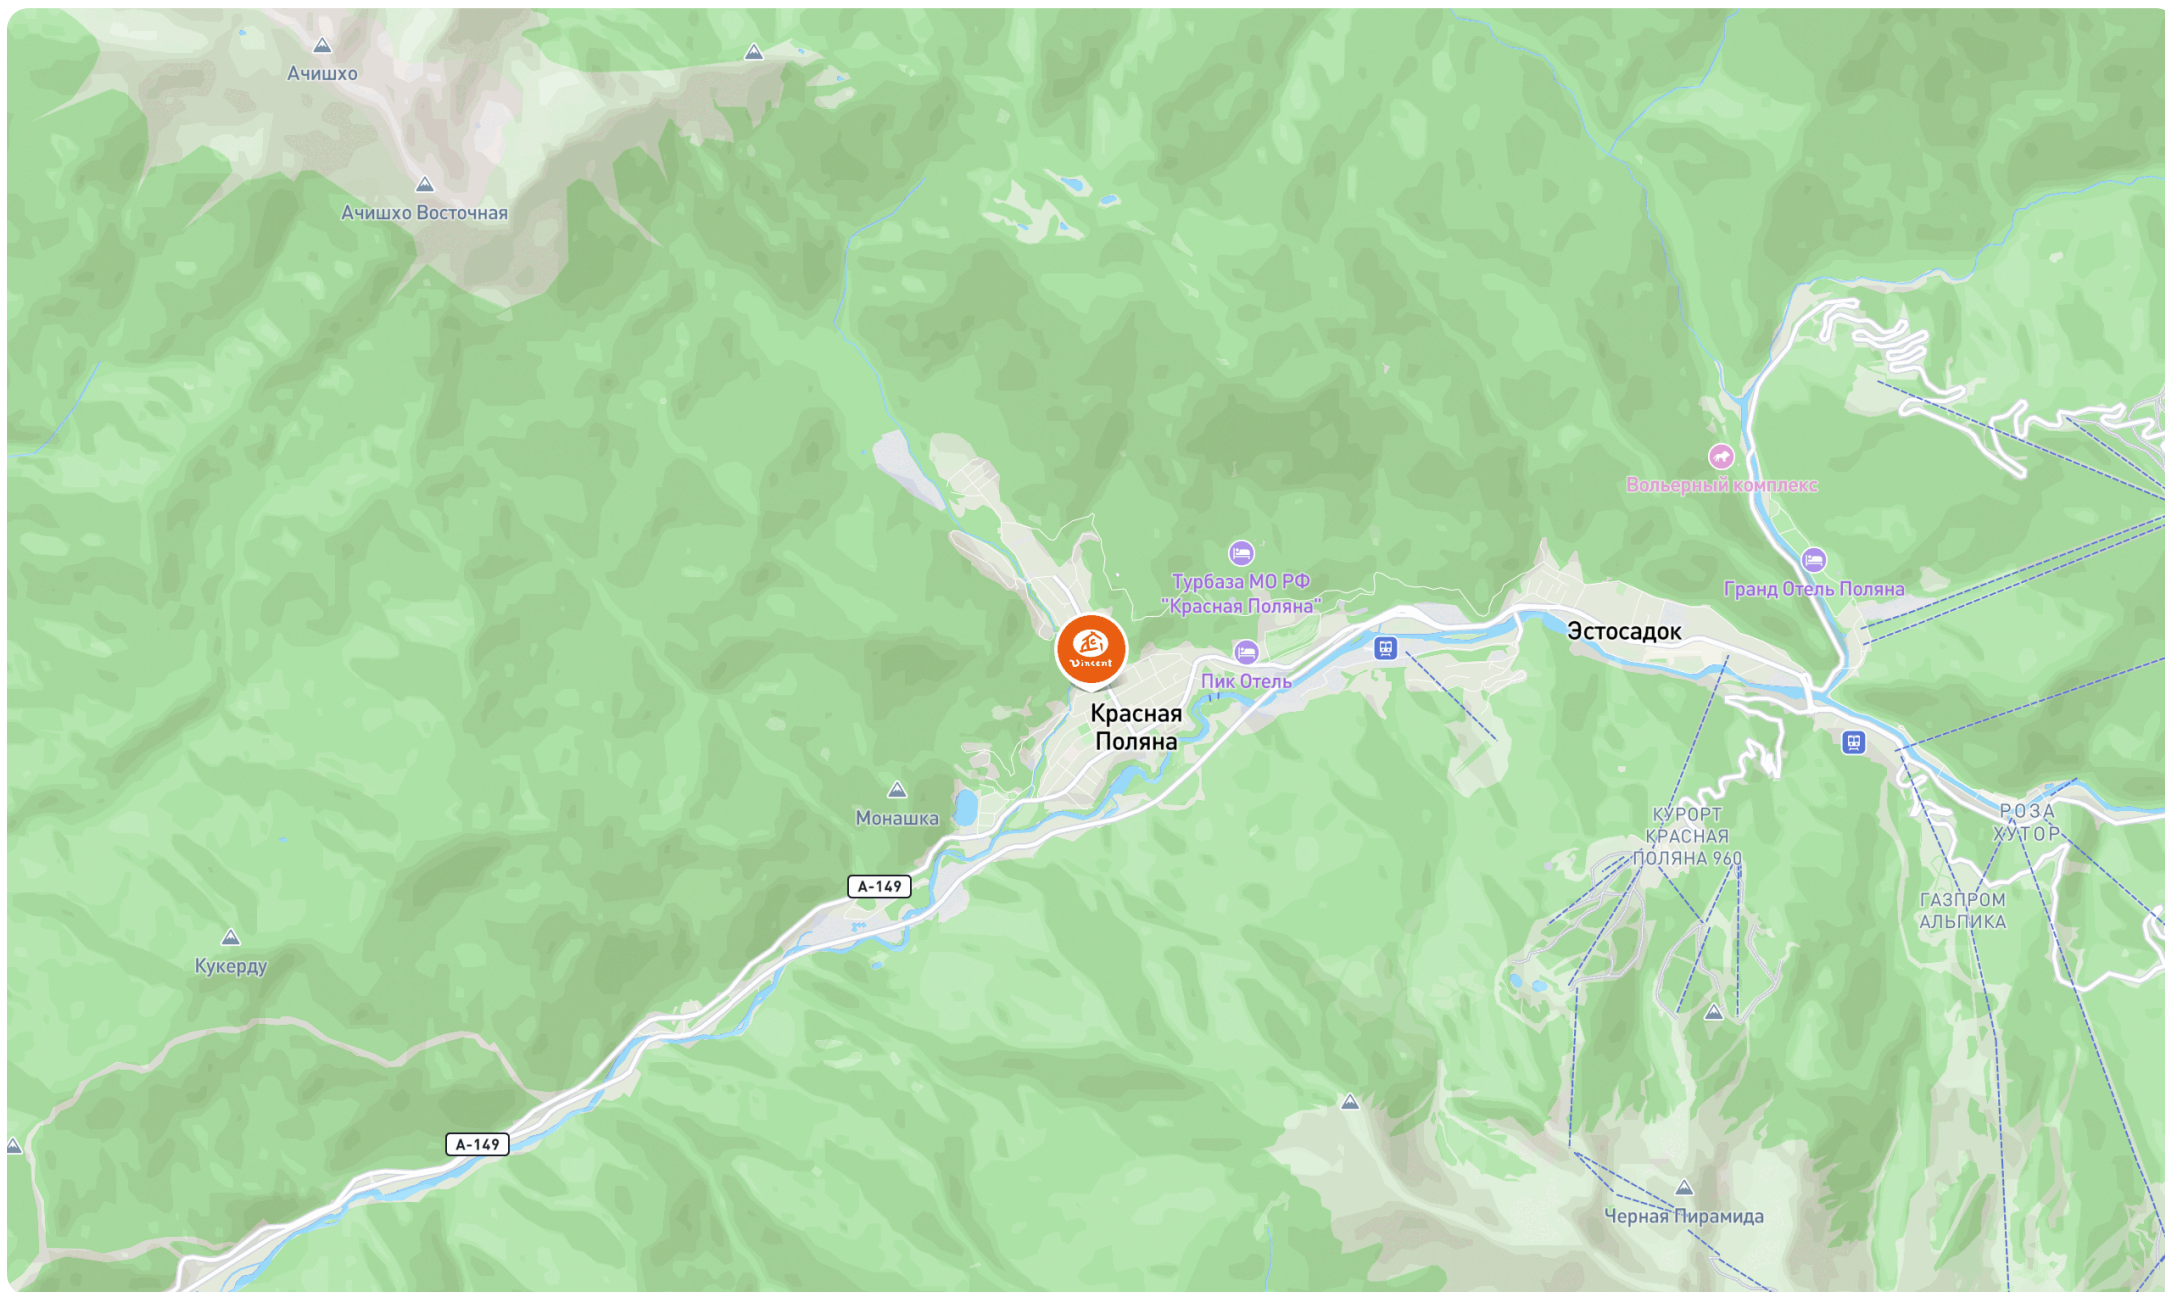 Ачишхо
Ачишхо Восточная
Вольерный комплекс
Турбаза МО РФ
"Красная Поляна"
Гранд Отель Поляна
Эстосадок
Vincent
Пик Отель
Красная
Поляна
Монашка
КУРОРТ
КРАСНАЯ
ПОЛЯНА 960
РОЗА
ХУТОР
А-149
ГАЗПРОМ
АЛЬПИКА
Кукерду
А-149
Черная Пирамида